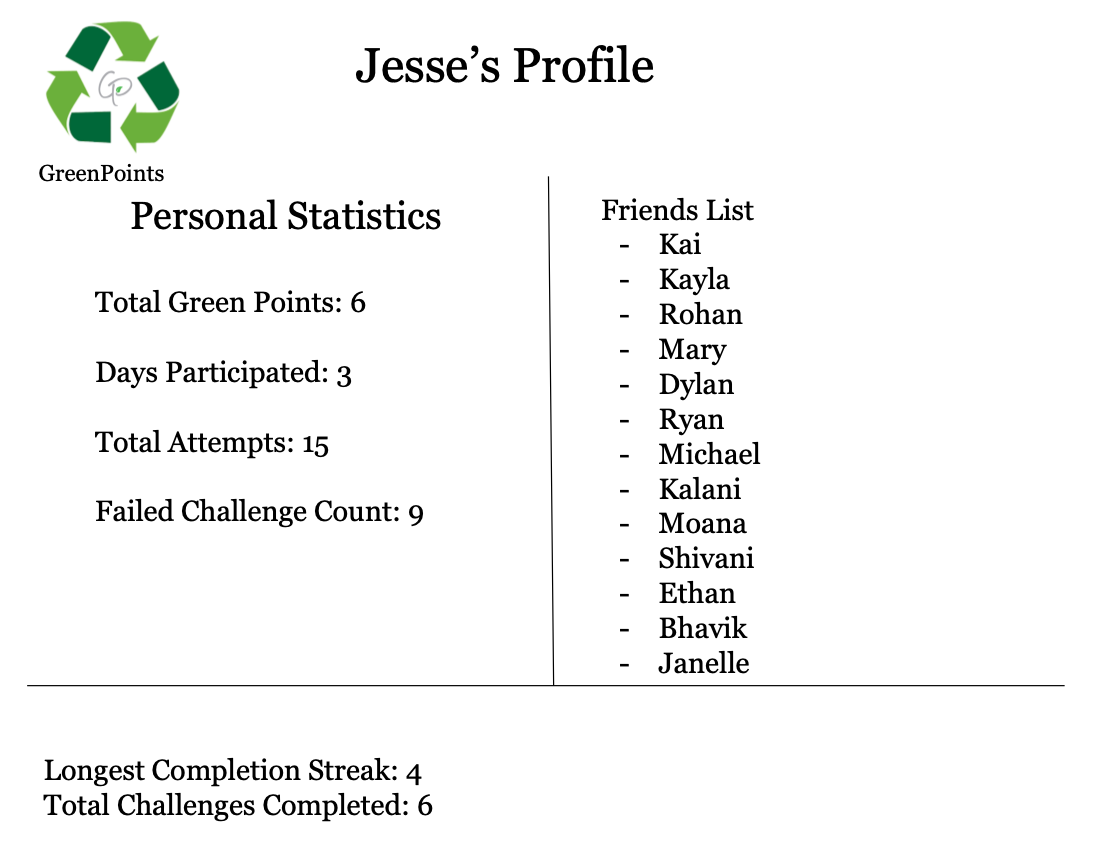 Jesse’s Profile
GP
GreenPoints
Personal Statistics
Total Green Points: 6
Days Participated: 3
Total Attempts: 15
Failed Challenge Count: 9
Friends List
- Kai
- Kayla
- Rohan
- Mary
- Dylan
- Ryan
- Michael
- Kalani
- Moana
- Shivani
- Ethan
- Bhavik
- Janelle
Longest Completion Streak: 4
Total Challenges Completed: 6